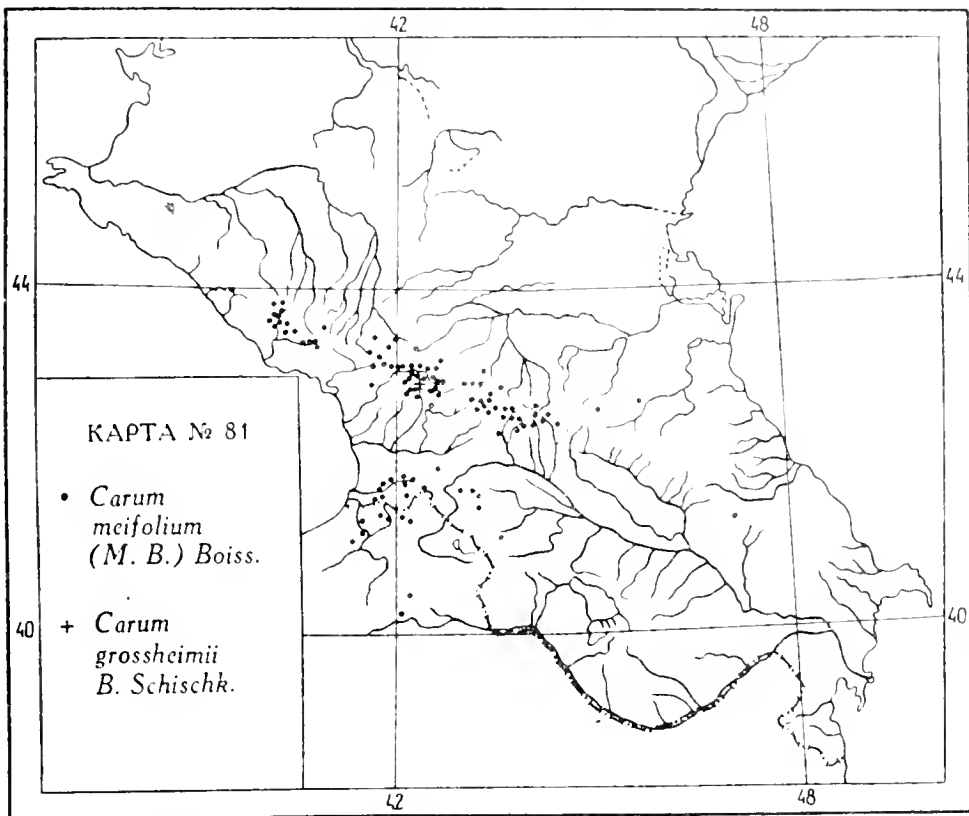 42 48
44 44
КАРТА № 81
• Carum
meifolium
(M. B.) Boiss.
+ Carum
grossheimii
B. Schischk.
40 40
42 48